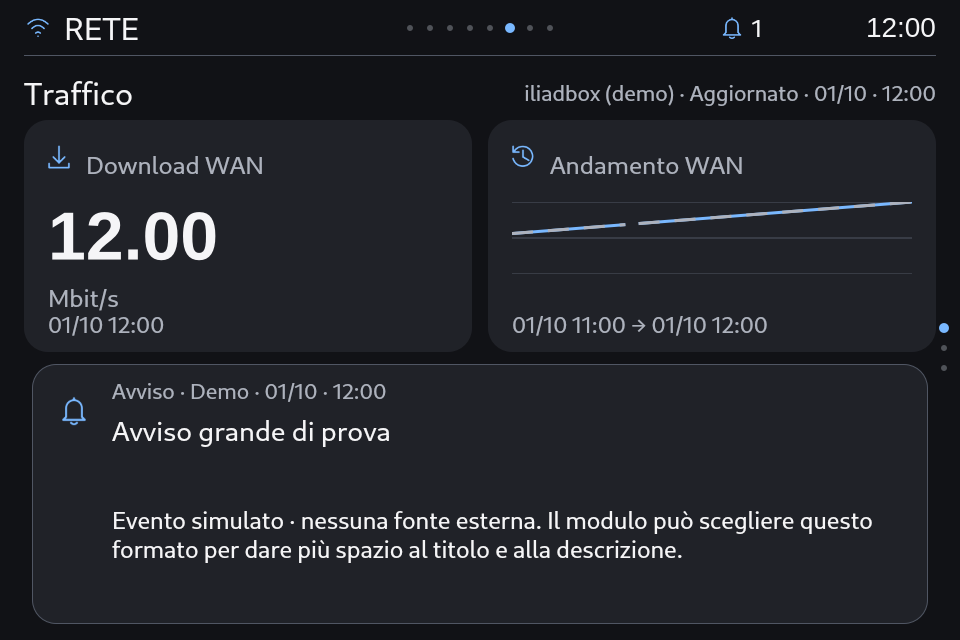 RETE
1
12:00
Traffico
iliadbox (demo) · Aggiornato · 01/10 · 12:00
Download WAN
12.00
Mbit/s
01/10 12:00
Andamento WAN
01/10 11:00 → 01/10 12:00
Avviso · Demo · 01/10 · 12:00
Avviso grande di prova
Evento simulato · nessuna fonte esterna. Il modulo può scegliere questo
formato per dare più spazio al titolo e alla descrizione.